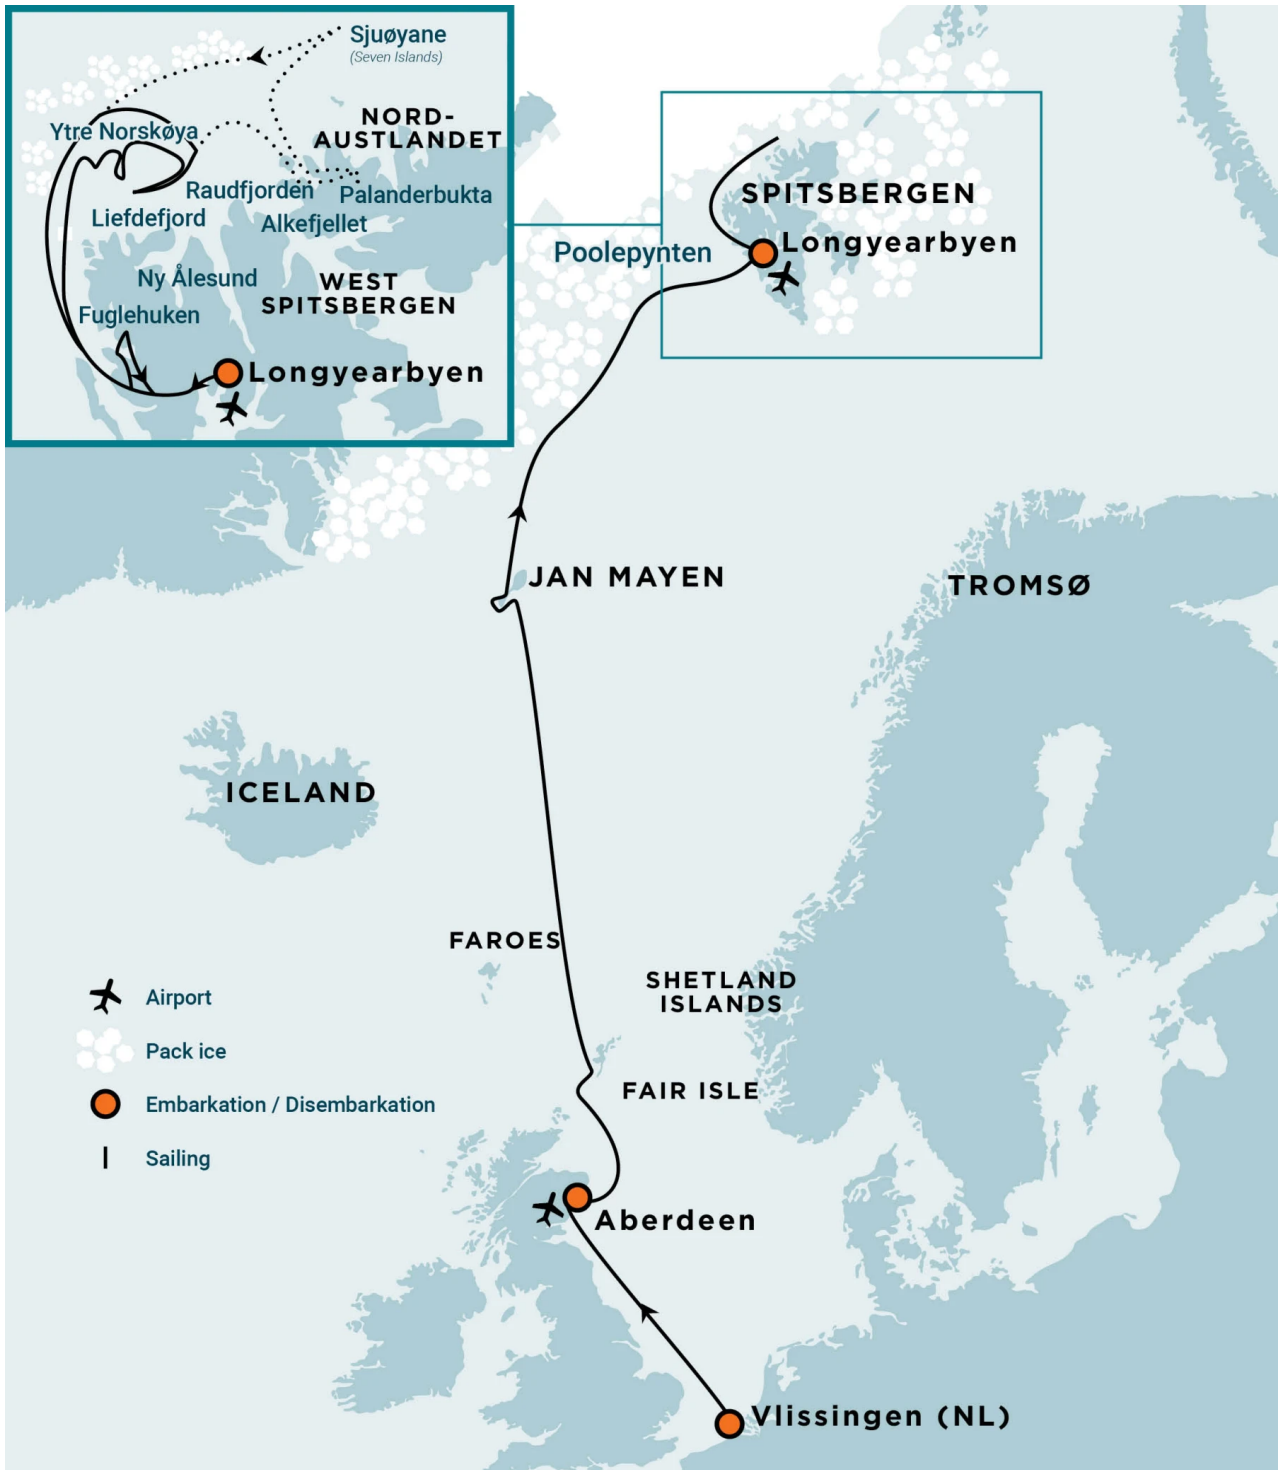 Sjuøyane
(Seven Islands)
NORD-
AUSTLANDET
Ytre Norskøya
Raudfjorden
Palanderbukta
Liefdefjord
Alkefjellet
Ny Ålesund
WEST
SPITSBERGEN
Fuglehuken
Longyearbyen
SPITSBERGEN
Longyearbyen
Poolepynten
JAN MAYEN
TROMSØ
ICELAND
FAROES
SHETLAND
ISLANDS
FAIR ISLE
Airport
Pack ice
Embarkation / Disembarkation
Sailing
Aberdeen
Vlissingen (NL)